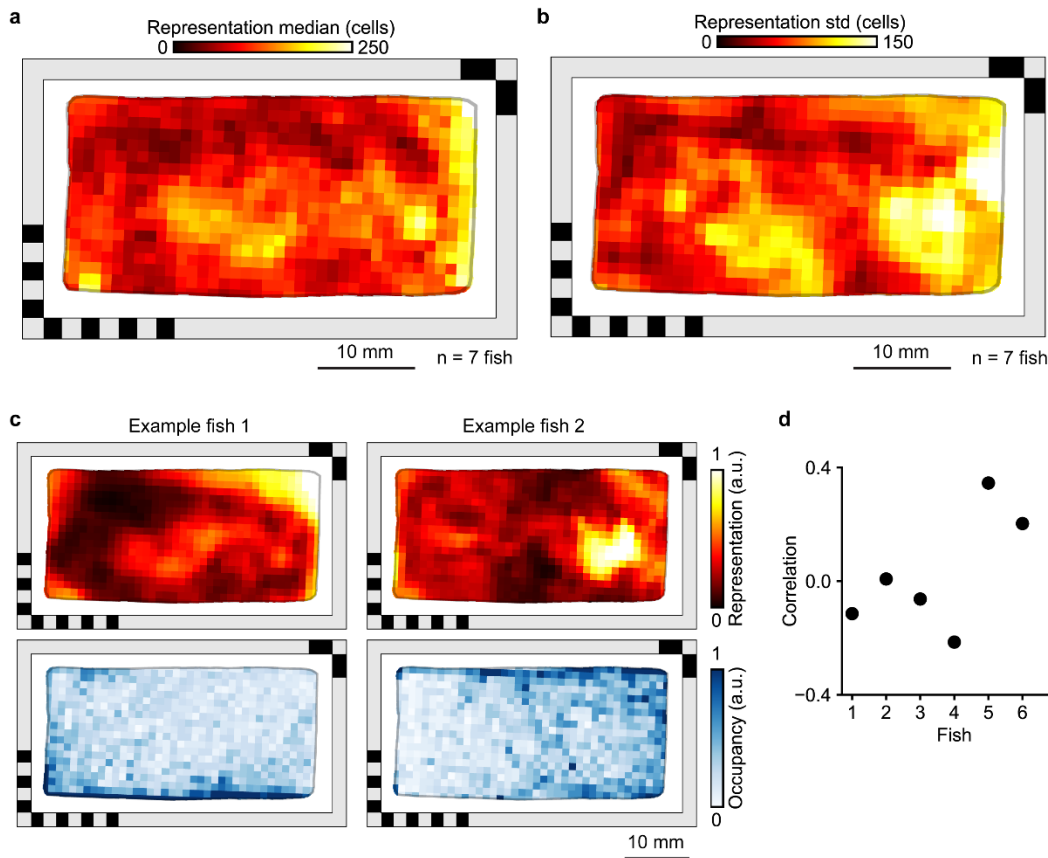 a
Representation median (cells)
0 250
10 mm
n = 7 fish
b
Representation std (cells)
0 150
10 mm
n = 7 fish
c
Example fish 1
Example fish 2
1
Representation (a.u.)
0
1
Occupancy (a.u.)
0
10 mm
d
Correlation
0.4
0.0
−0.4
1 2 3 4 5 6
Fish